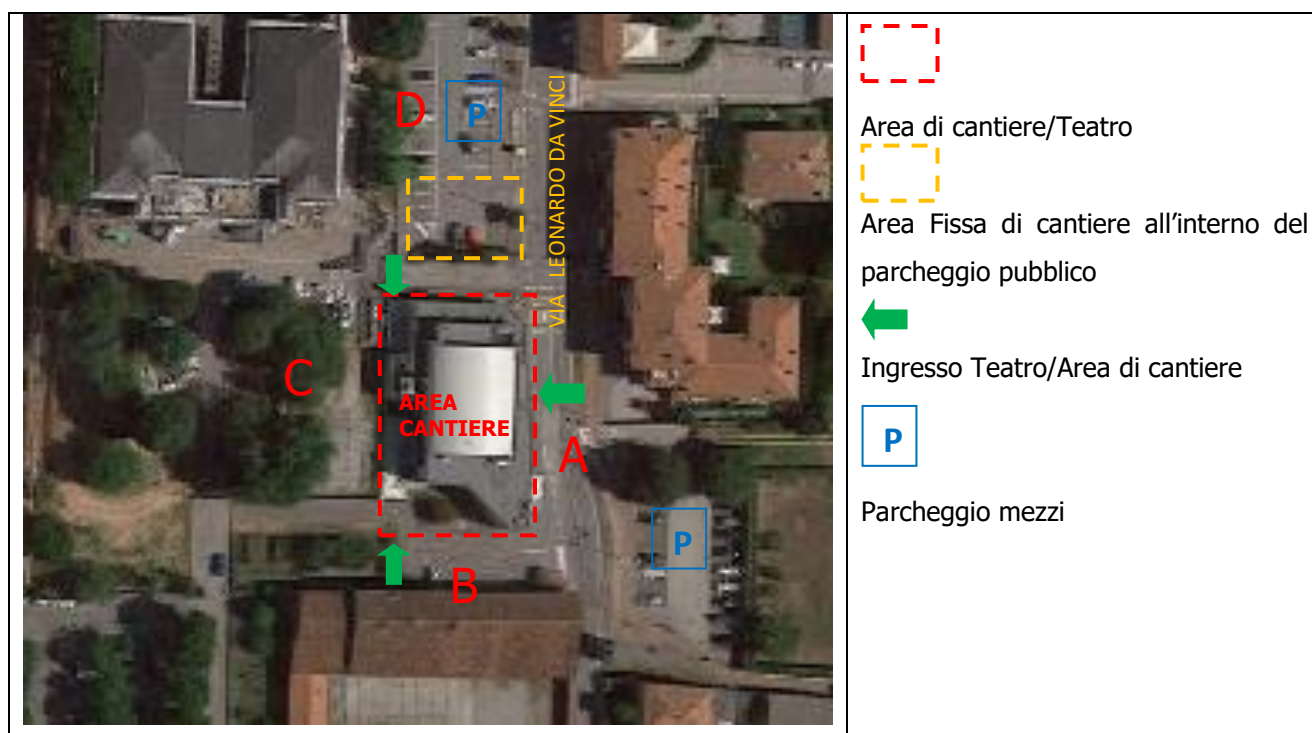 D
P
VIA LEONARDO DA VINCI
C
AREA
CANTIERE
A
P
B
Area di cantiere/Teatro
Area Fissa di cantiere all'interno del
parcheggio pubblico
Ingresso Teatro/Area di cantiere
P
Parcheggio mezzi